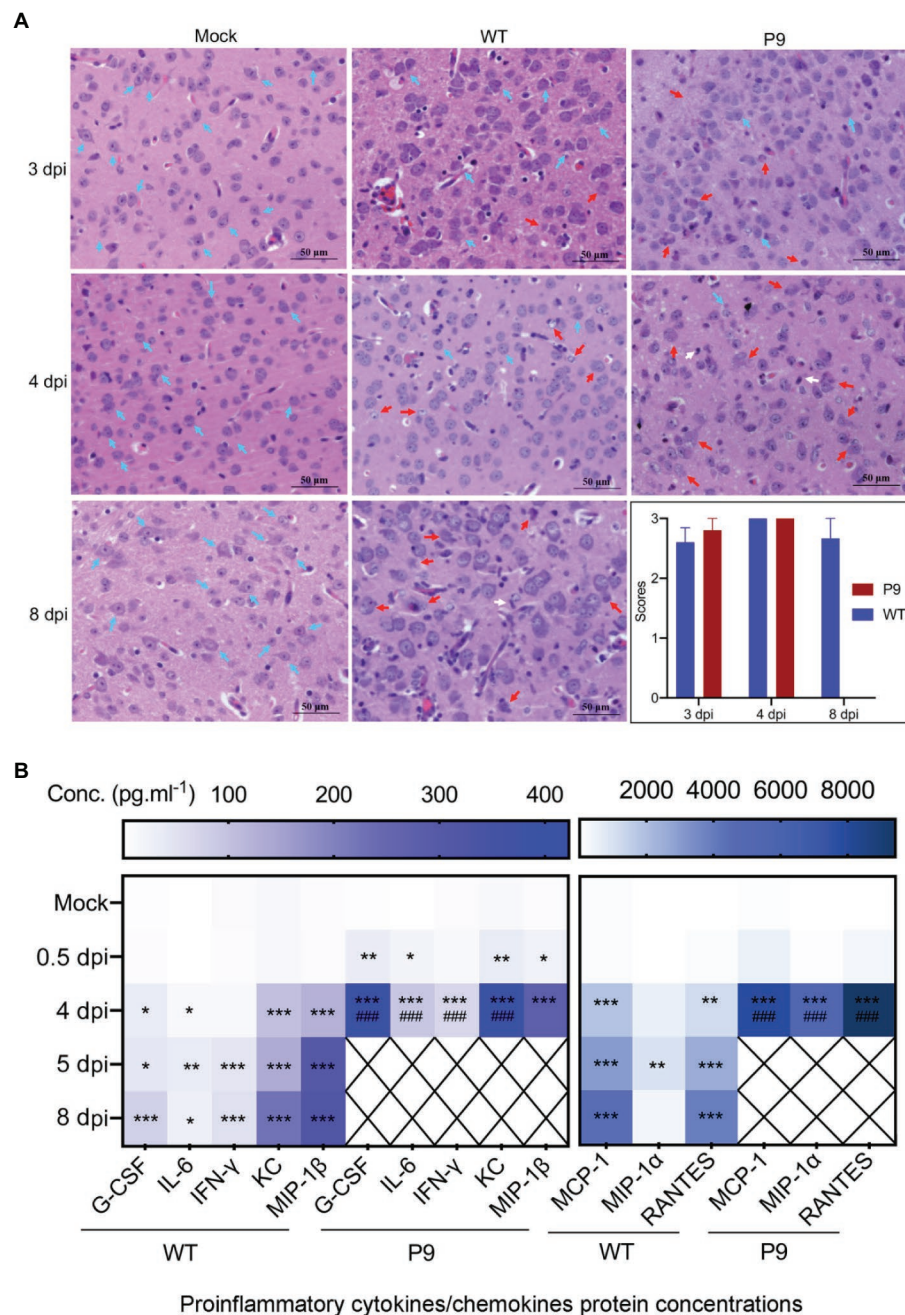 A
Mock WT P9
3 dpi
50 µm 50 µm 50 µm
4 dpi
50 µm 50 µm 50 µm
8 dpi
50 µm 50 µm
3
2
1
0
Scores
P9
WT
3 dpi 4 dpi 8 dpi
B
Conc. (pg.ml-1) 100 200 300 400 2000 4000 6000 8000
Mock
0.5 dpi ** * ** *
4 dpi * * *** *** *** *** *** *** *** *** ** *** *** ***
### ### ### ### ### ### ###
5 dpi * ** *** *** *** *** ** ***
8 dpi *** * *** *** *** *** ***
G-CSF IL-6 IFN-γ KC MIP-1β G-CSF IL-6 IFN-γ KC MIP-1β MCP-1 MIP-1α RANTES MCP-1 MIP-1α RANTES
WT P9 WT P9
Proinflammatory cytokines/chemokines protein concentrations